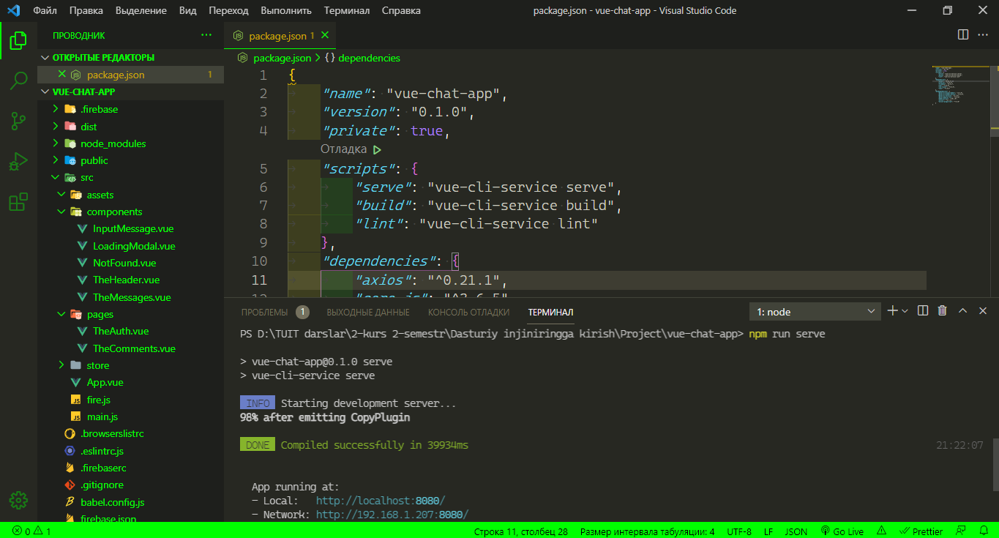 Файл Правка Выделение Вид Переход Выполнить Терминал Справка package.json - vue-chat-app - Visual Studio Code
ПРОВОДНИК ···
ОТКРЫТЫЕ РЕДАКТОРЫ
package.json 1
VUE-CHAT-APP
.firebase
dist
node_modules
public
src
assets
components
InputMessage.vue
LoadingModal.vue
NotFound.vue
TheHeader.vue
TheMessages.vue
pages
TheAuth.vue
TheComments.vue
store
App.vue
fire.js
main.js
.browserslistrc
.eslintrc.js
.firebaserc
.gitignore
babel.config.js
firebase.json
package.json 1
package.json > {} dependencies
1 {
2 "name": "vue-chat-app",
3 "version": "0.1.0",
4 "private": true,
Отладка
5 "scripts": {
6 "serve": "vue-cli-service serve",
7 "build": "vue-cli-service build",
8 "lint": "vue-cli-service lint"
9 },
10 "dependencies": {
11 "axios": "^0.21.1",
12 "core-js": "^3.6.5",
ПРОБЛЕМЫ 1 ВЫХОДНЫЕ ДАННЫЕ КОНСОЛЬ ОТЛАДКИ ТЕРМИНАЛ 1: node
PS D:\TUIT darslar\2-kurs 2-semestr\Dasturiy injiniringga kirish\Project\vue-chat-app> npm run serve
> vue-chat-app@0.1.0 serve
> vue-cli-service serve
INFO Starting development server...
98% after emitting CopyPlugin
DONE Compiled successfully in 39934ms 21:22:07
App running at:
- Local: http://localhost:8080/
- Network: http://192.168.1.207:8080/
0 1 Строка 11, столбец 28 Размер интервала табуляции: 4 UTF-8 LF JSON Go Live Prettier